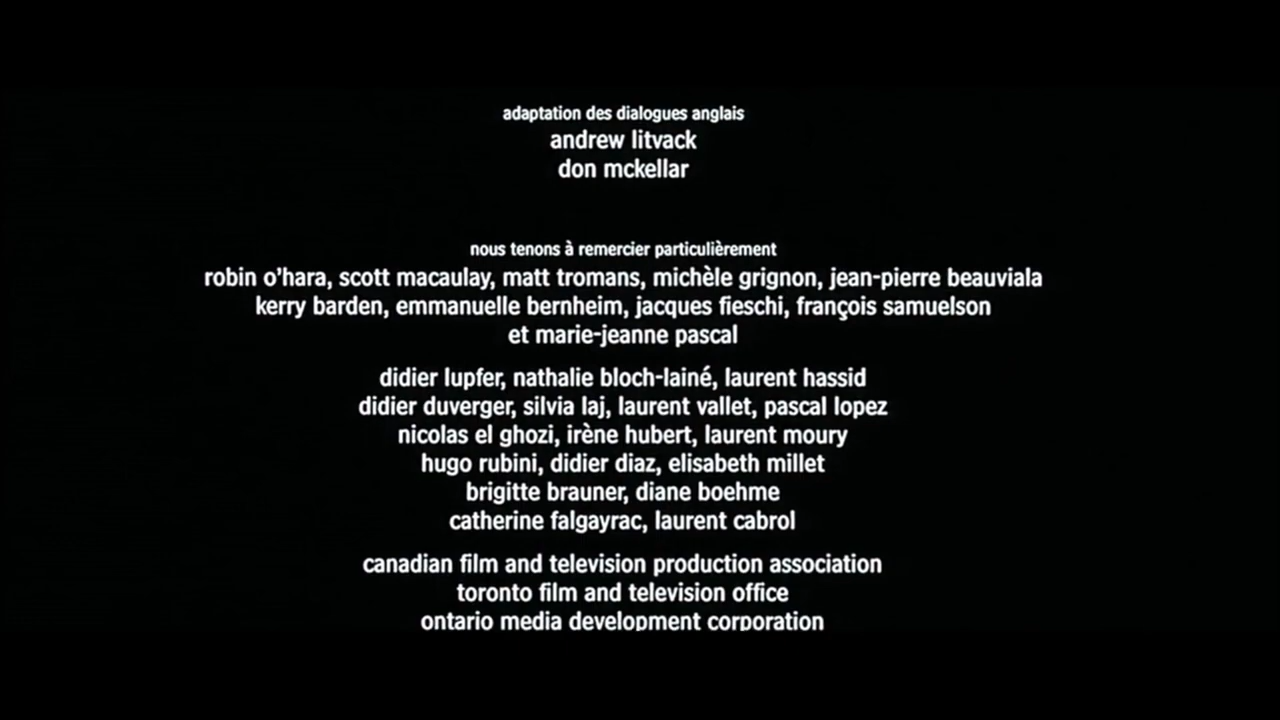 adaptation des dialogues anglais
andrew litvack
don mckellar
nous tenons à remercier particulièrement
robin o'hara, scott macaulay, matt tromans, michèle grignon, jean-pierre beauviala
kerry barden, emmanuelle bernheim, jacques fieschi, françois samuelson
et marie-jeanne pascal
didier lupfer, nathalie bloch-lainé, laurent hassid
didier duverger, silvia laj, laurent vallet, pascal lopez
nicolas el ghozi, irène hubert, laurent moury
hugo rubini, didier diaz, elisabeth millet
brigitte brauner, diane boehme
catherine falgayrac, laurent cabrol
canadian film and television production association
toronto film and television office
ontario media development corporation